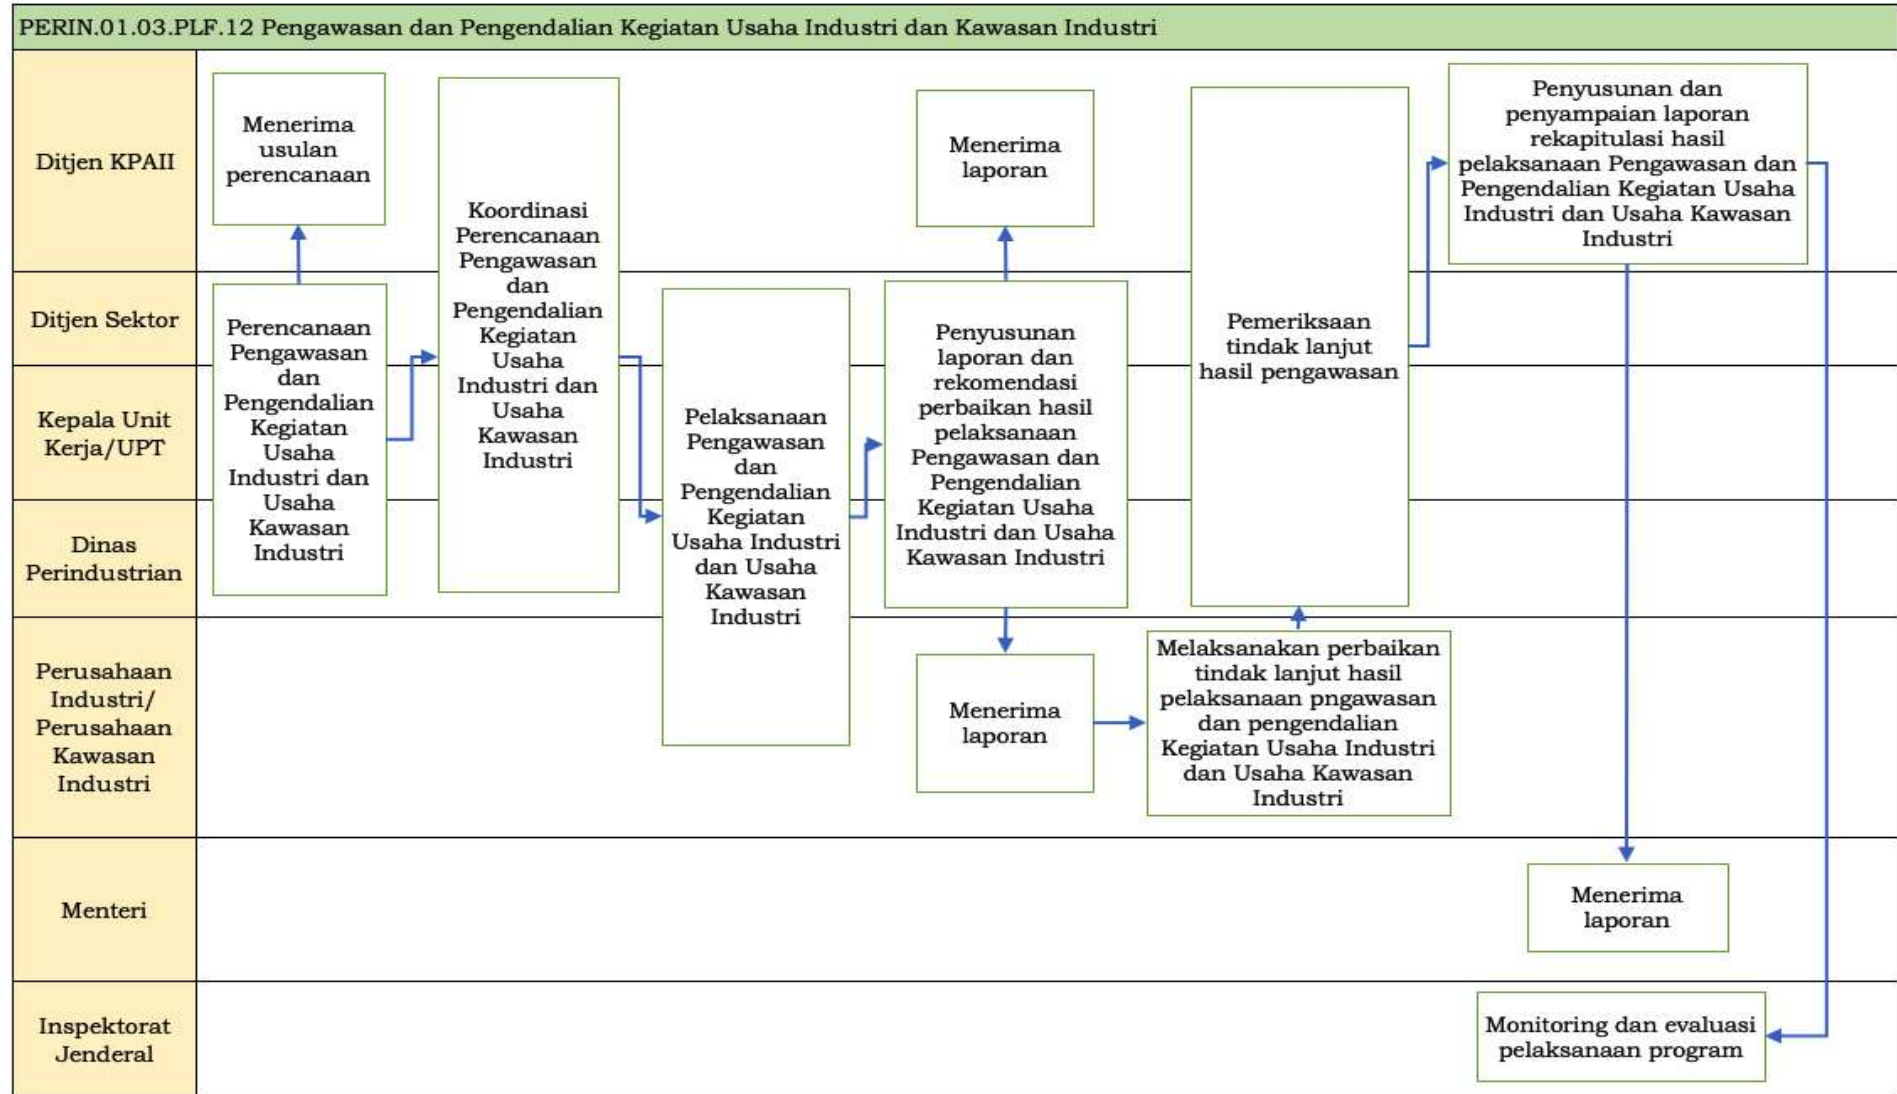 PERIN.01.03.PLF.12 Pengawasan dan Pengendalian Kegiatan Usaha Industri dan Kawasan Industri
Ditjen KPAII
Menerima
usulan
perencanaan
Koordinasi
Perencanaan
Pengawasan
dan
Pengendalian
Kegiatan
Usaha
Industri dan
Usaha
Kawasan
Industri
Menerima
laporan
Pemeriksaan
tindak lanjut
hasil pengawasan
Penyusunan dan
penyampaian laporan
rekapitulasi hasil
pelaksanaan Pengawasan dan
Pengendalian Kegiatan Usaha
Industri dan Usaha Kawasan
Industri
Ditjen Sektor
Perencanaan
Pengawasan
dan
Pengendalian
Kegiatan
Usaha
Industri dan
Usaha
Kawasan
Industri
Pelaksanaan
Pengawasan
dan
Pengendalian
Kegiatan
Usaha Industri
dan Usaha
Kawasan
Industri
Penyusunan
laporan dan
rekomendasi
perbaikan hasil
pelaksanaan
Pengawasan dan
Pengendalian
Kegiatan Usaha
Industri dan Usaha
Kawasan Industri
Kepala Unit
Kerja/UPT
Dinas
Perindustrian
Perusahaan
Industri/
Perusahaan
Kawasan
Industri
Menerima
laporan
Melaksanakan perbaikan
tindak lanjut hasil
pelaksanaan pngawasan
dan pengendalian
Kegiatan Usaha Industri
dan Usaha Kawasan
Industri
Menteri
Menerima
laporan
Inspektorat
Jenderal
Monitoring dan evaluasi
pelaksanaan program